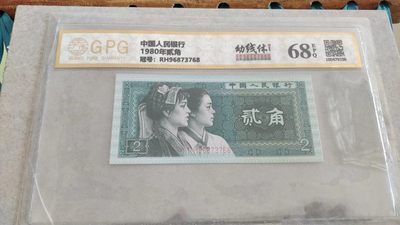 GPG
中国人民银行
1980年贰角
冠号：RH96873768
幼线体
68 EPQ
中国人民银行
贰角
2
2